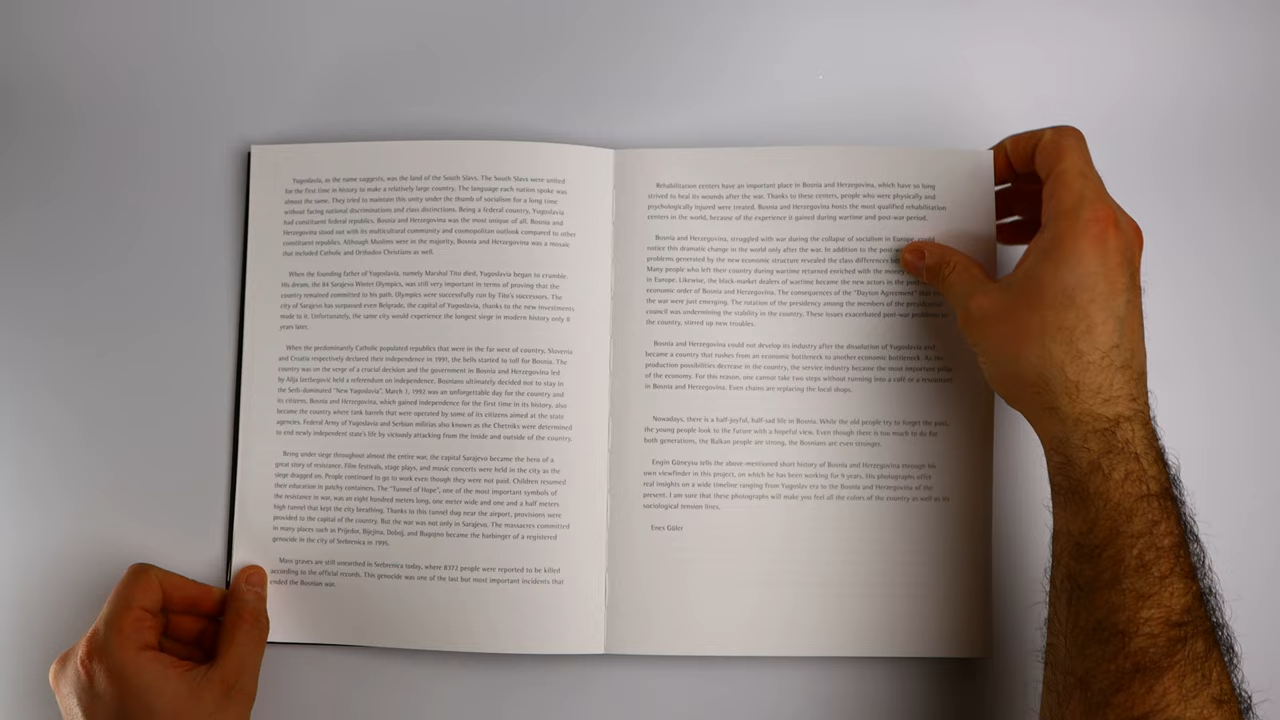 Yugoslavia, as the name suggests, was the land of the South Slavs. The South Slavs were united
for the first time in history to make a relatively large country. The language each nation spoke was
almost the same. They tried to maintain this unity under the thumb of socialism for a long time
without facing national discriminations and class distinctions. Being a federal country, Yugoslavia
had constituent federal republics. Bosnia and Herzegovina was the most unique of all. Bosnia and
Herzegovina stood out with its multicultural community and cosmopolitan outlook compared to other
constituent republics. Although Muslims were in the majority, Bosnia and Herzegovina was a mosaic
that included Catholic and Orthodox Christians as well.
When the founding father of Yugoslavia, namely Marshal Tito died, Yugoslavia began to crumble.
His dream, the 84 Sarajevo Winter Olympics, was still very important in terms of proving that the
country remained committed to his path. Olympics were successfully run by Tito's successors. The
city of Sarajevo has surpassed even Belgrade, the capital of Yugoslavia, thanks to the new investments
made to it. Unfortunately, the same city would experience the longest siege in modern history only 8
years later.
When the predominantly Catholic populated republics that were in the far west of country, Slovenia
and Croatia respectively declared their independence in 1991, the bells started to toll for Bosnia. The
country was on the verge of a crucial decision and the government in Bosnia and Herzegovina led
by Alija Izetbegović held a referendum on independence. Bosnians ultimately decided not to stay in
the Serb-dominated "New Yugoslavia". March 1, 1992 was an unforgettable day for the country and
its citizens. Bosnia and Herzegovina, which gained independence for the first time in its history, also
became the country where tank barrels that were operated by some of its citizens aimed at the state
agencies. Federal Army of Yugoslavia and Serbian militias also known as the Chetniks were determined
to end newly independent state's life by viciously attacking from the inside and outside of the country.
Being under siege throughout almost the entire war, the capital Sarajevo became the hero of a
great story of resistance. Film festivals, stage plays, and music concerts were held in the city as the
siege dragged on. People continued to go to work even though they were not paid. Children resumed
their education in patchy containers. The "Tunnel of Hope", one of the most important symbols of
the resistance in war, was an eight hundred meters long, one meter wide and one and a half meters
high tunnel that kept the city breathing. Thanks to this tunnel dug near the airport, provisions were
provided to the capital of the country. But the war was not only in Sarajevo. The massacres committed
in many places such as Prijedor, Bijeljina, Doboj, and Bugojno became the harbinger of a registered
genocide in the city of Srebrenica in 1995.
Mass graves are still unearthed in Srebrenica today, where 8372 people were reported to be killed
according to the official records. This genocide was one of the last but most important incidents that
ended the Bosnian war.
Rehabilitation centers have an important place in Bosnia and Herzegovina, which have so long
strived to heal its wounds after the war. Thanks to these centers, people who were physically and
psychologically injured were treated. Bosnia and Herzegovina hosts the most qualified rehabilitation
centers in the world, because of the experience it gained during wartime and post-war period.
Bosnia and Herzegovina, struggled with war during the collapse of socialism in Europe, could
notice this dramatic change in the world only after the war. In addition to the post-war
problems generated by the new economic structure revealed the class differences
Many people who left their country during wartime returned enriched with the money
in Europe. Likewise, the black-market dealers of wartime became the new actors in the
economic order of Bosnia and Herzegovina. The consequences of the "Dayton Agreement" that
the war were just emerging. The rotation of the presidency among the members of the presidential
council was undermining the stability in the country. These issues exacerbated post-war problems in
the country, stirred up new troubles.
Bosnia and Herzegovina could not develop its industry after the dissolution of Yugoslavia and
became a country that rushes from an economic bottleneck to another economic bottleneck. As the
production possibilities decrease in the country, the service industry became the most important pillar
of the economy. For this reason, one cannot take two steps without running into a café or a restaurant
in Bosnia and Herzegovina. Even chains are replacing the local shops.
Nowadays, there is a half-joyful, half-sad life in Bosnia. While the old people try to forget the past,
the young people look to the future with a hopeful view. Even though there is too much to do for
both generations, the Balkan people are strong, the Bosnians are even stronger.
Engin Güneysu tells the above-mentioned short history of Bosnia and Herzegovina through his
own viewfinder in this project, on which he has been working for 9 years. His photographs offer
real insights on a wide timeline ranging from Yugoslav era to the Bosnia and Herzegovina of the
present. I am sure that these photographs will make you feel all the colors of the country as well as its
sociological tension lines.
Enes Güler